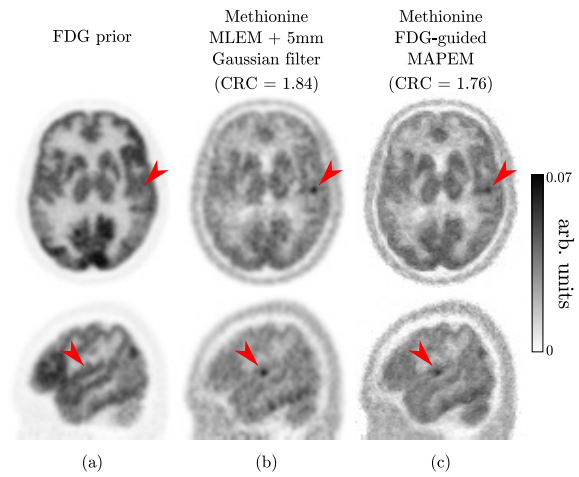 FDG prior
Methionine
MLEM + 5mm
Gaussian filter
(CRC = 1.84)
Methionine
FDG-guided
MAPEM
(CRC = 1.76)
0.07
arb. units
0
(a)
(b)
(c)